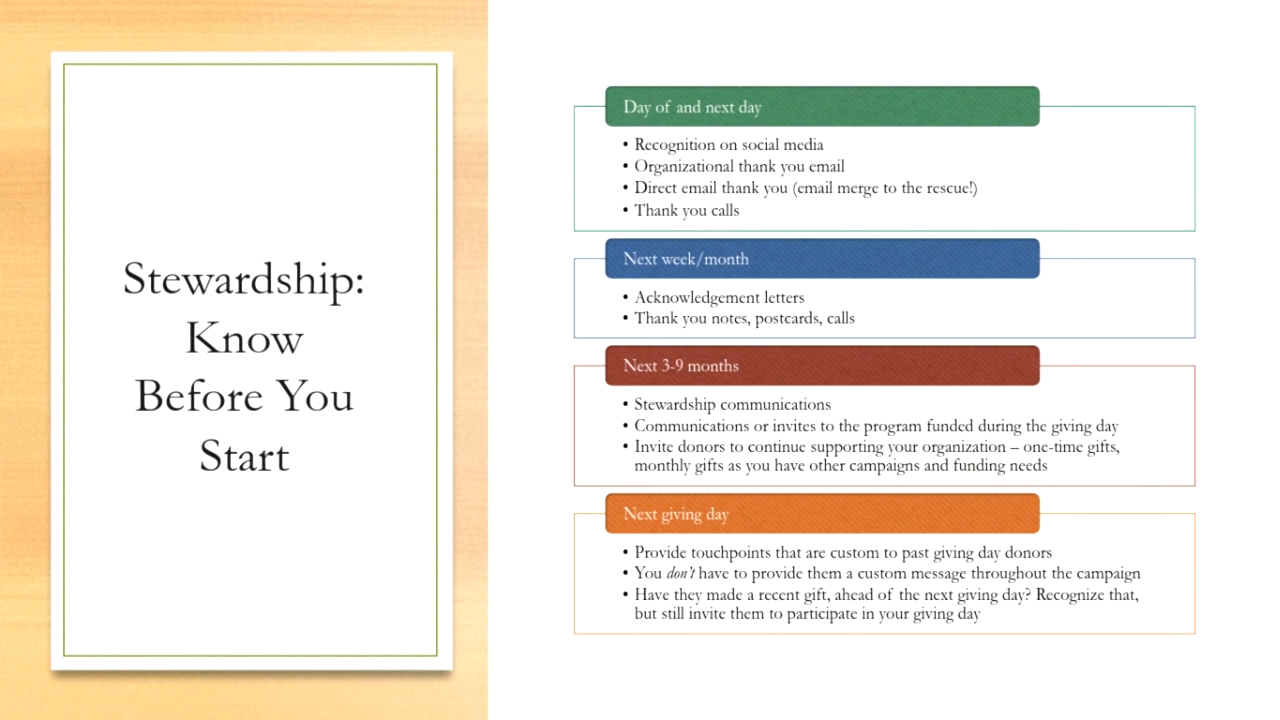 Stewardship:
Know
Before You
Start
Day of and next day
• Recognition on social media
• Organizational thank you email
• Direct email thank you (email merge to the rescue!)
• Thank you calls
Next week/month
• Acknowledgement letters
• Thank you notes, postcards, calls
Next 3-9 months
• Stewardship communications
• Communications or invites to the program funded during the giving day
• Invite donors to continue supporting your organization – one-time gifts,
monthly gifts as you have other campaigns and funding needs
Next giving day
• Provide touchpoints that are custom to past giving day donors
• You don't have to provide them a custom message throughout the campaign
• Have they made a recent gift, ahead of the next giving day? Recognize that,
but still invite them to participate in your giving day